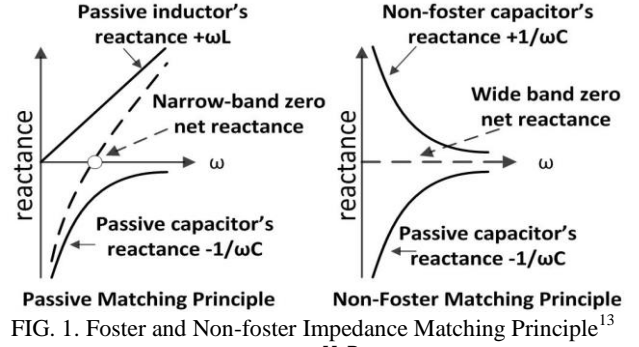 Passive inductor's
reactance +ωL
Narrow-band zero
net reactance
ω
reactance
Passive capacitor's
reactance -1/ωC
Passive Matching Principle
Non-foster capacitor's
reactance +1/ωC
Wide band zero
net reactance
ω
reactance
Passive capacitor's
reactance -1/ωC
Non-Foster Matching Principle
FIG. 1. Foster and Non-foster Impedance Matching Principle¹³